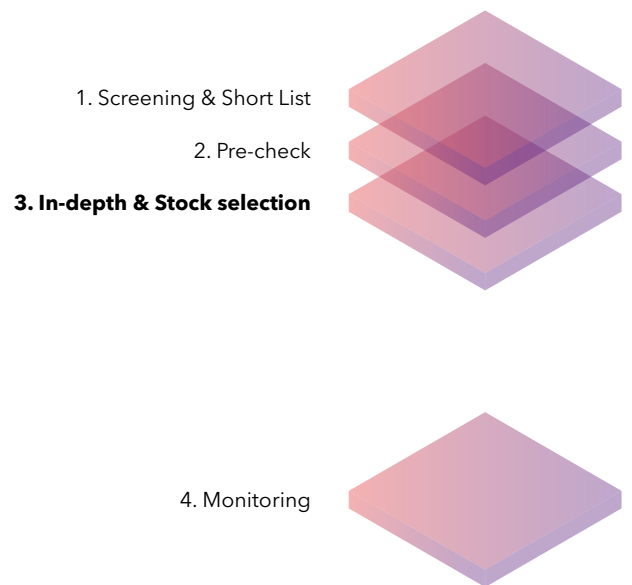 1. Screening & Short List
2. Pre-check
3. In-depth & Stock selection
4. Monitoring